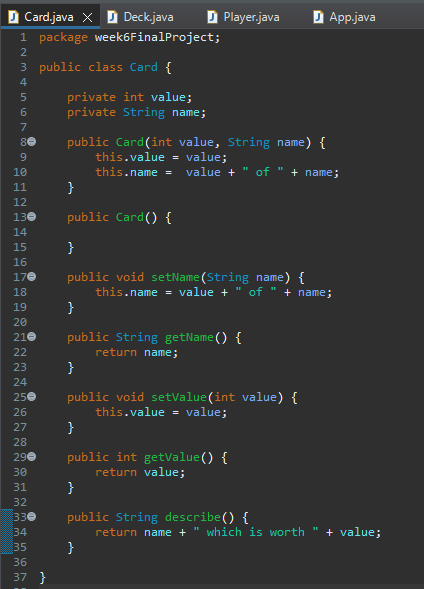 Card.java Deck.java Player.java App.java
1 package week6FinalProject;
2
3 public class Card {
4
5 private int value;
6 private String name;
7
8 public Card(int value, String name) {
9 this.value = value;
10 this.name =  value + " of " + name;
11 }
12
13 public Card() {
14
15 }
16
17 public void setName(String name) {
18 this.name = value + " of " + name;
19 }
20
21 public String getName() {
22 return name;
23 }
24
25 public void setValue(int value) {
26 this.value = value;
27 }
28
29 public int getValue() {
30 return value;
31 }
32
33 public String describe() {
34 return name + " which is worth " + value;
35 }
36
37 }